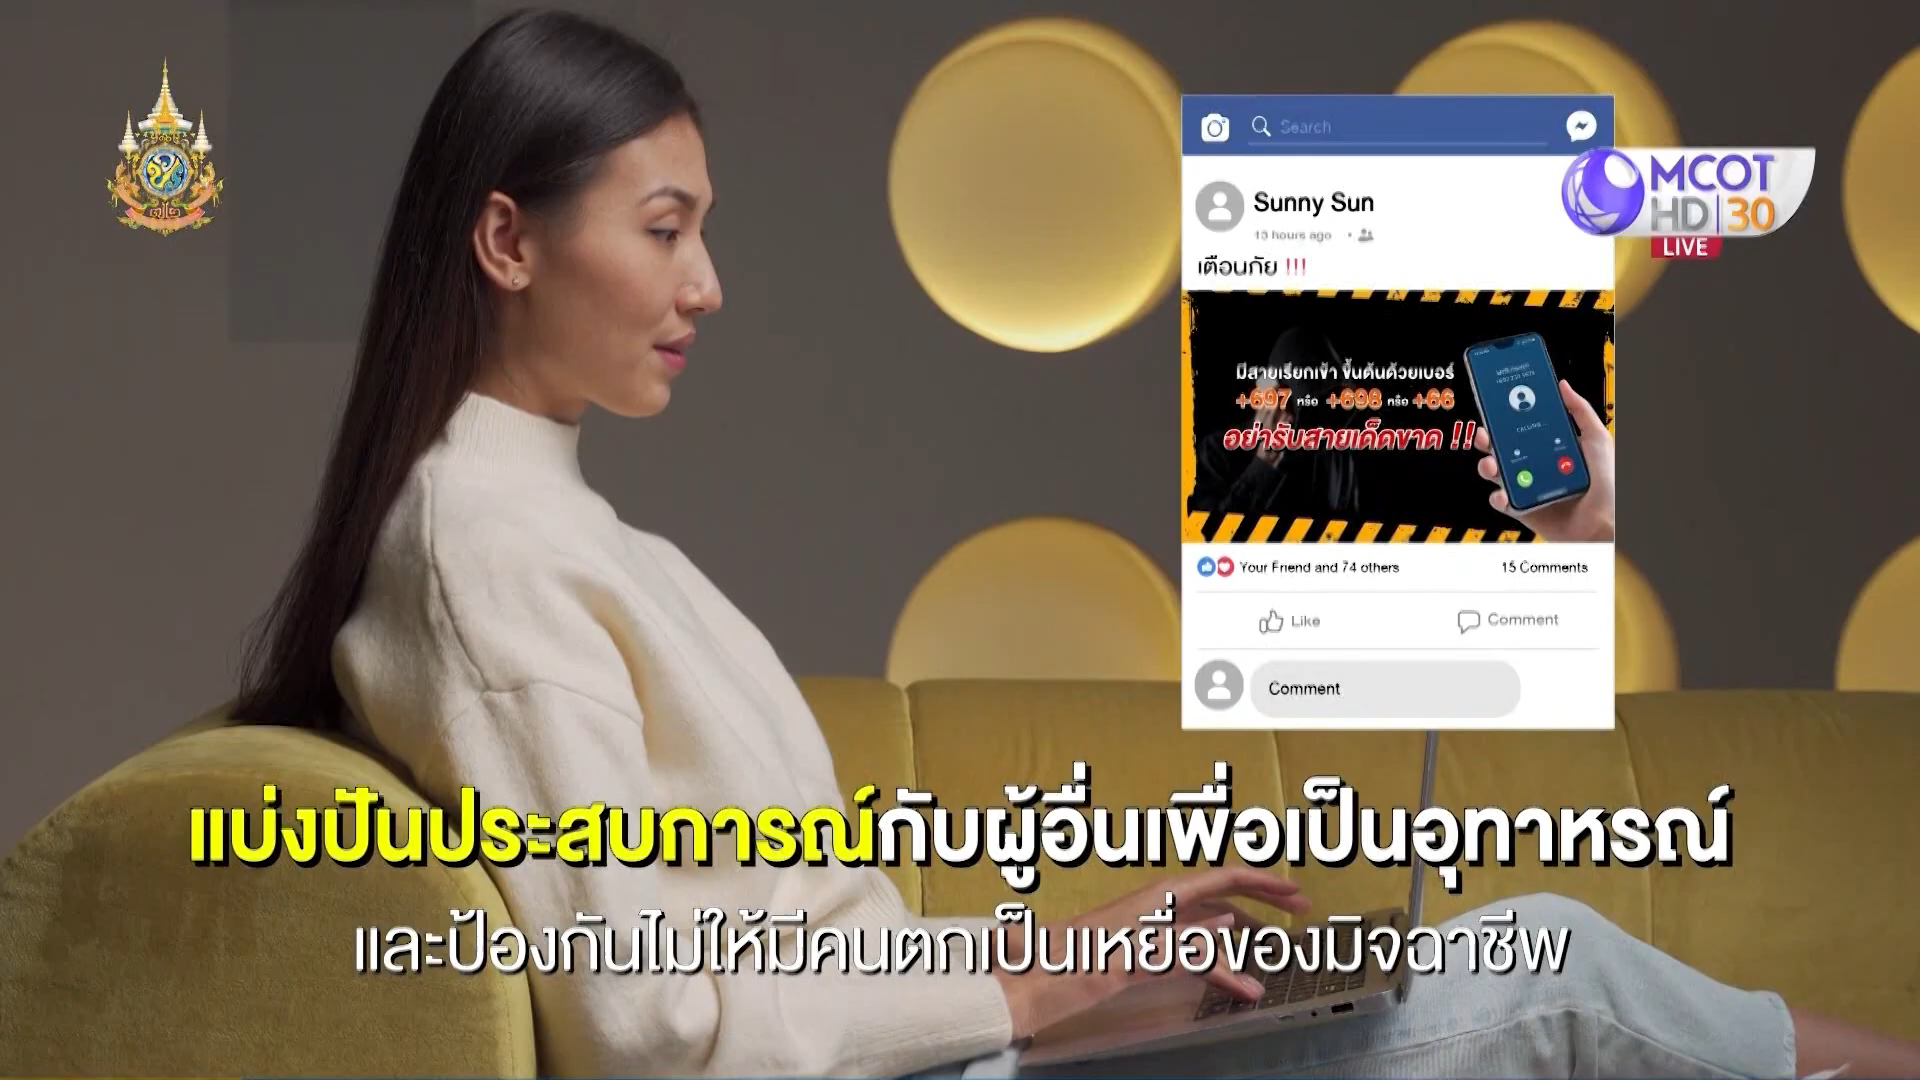 Search
MCOT
HD 30
LIVE
Sunny Sun
13 hours ago
เตือนภัย !!!
มีสายเรียกเข้า ขึ้นต้นด้วยเบอร์
+697 หรือ +698 หรือ +66
อย่ารับสายเด็ดขาด !!
Your Friend and 74 others
15 Comments
Like
Comment
Comment
แบ่งปันประสบการณ์กับผู้อื่นเพื่อเป็นอุทาหรณ์
และป้องกันไม่ให้มีคนตกเป็นเหยื่อของมิจฉาชีพ